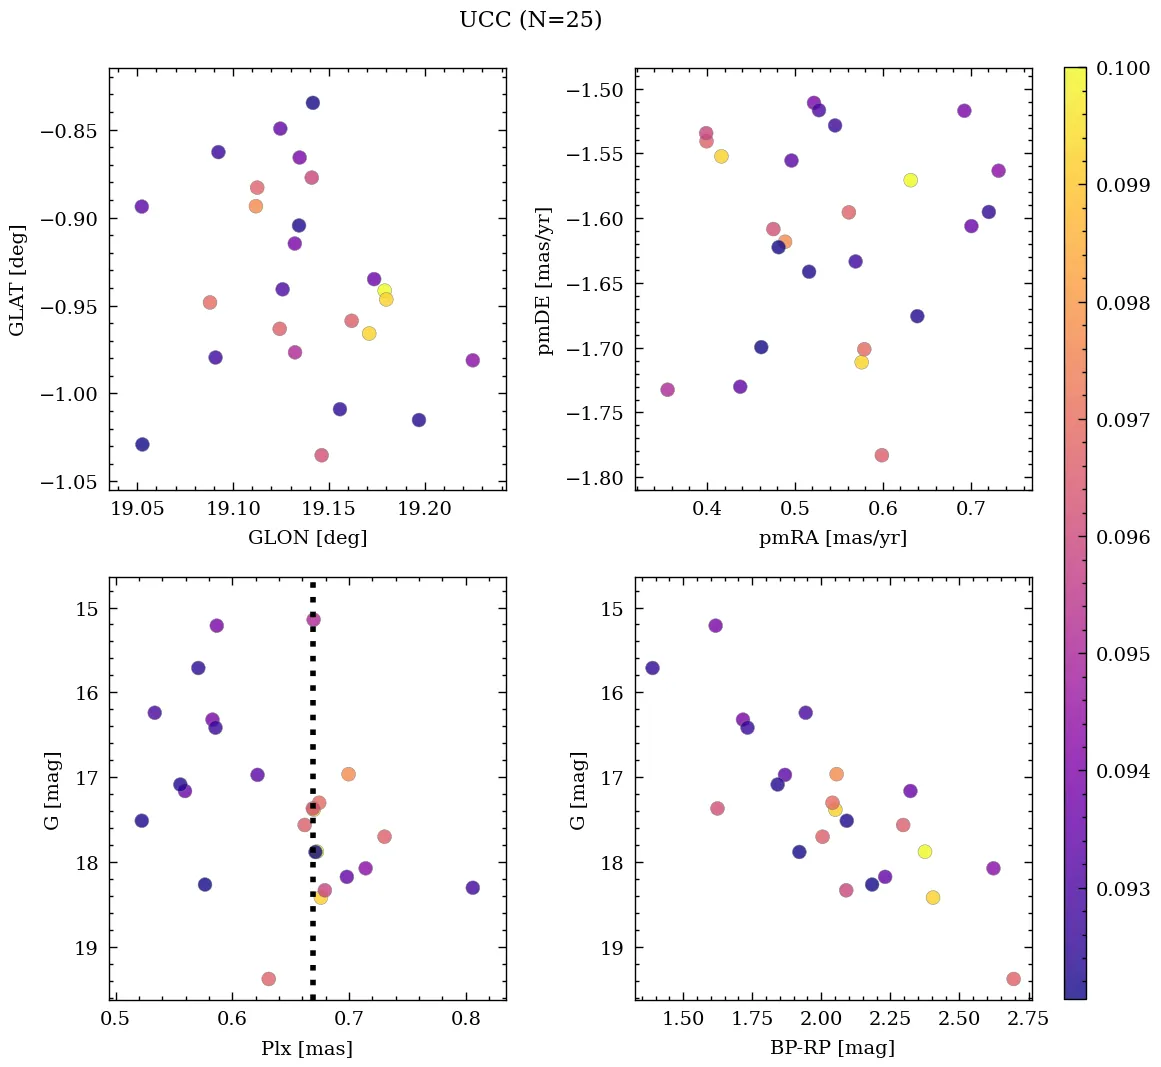 UCC (N=25)
−0.85
−0.90
−0.95
−1.00
−1.05
GLAT [deg]
19.05 19.10 19.15 19.20
GLON [deg]
−1.50
−1.55
−1.60
−1.65
−1.70
−1.75
−1.80
pmDE [mas/yr]
0.4 0.5 0.6 0.7
pmRA [mas/yr]
15
16
17
18
19
G [mag]
0.5 0.6 0.7 0.8
Plx [mas]
15
16
17
18
19
G [mag]
1.50 1.75 2.00 2.25 2.50 2.75
BP-RP [mag]
0.100
0.099
0.098
0.097
0.096
0.095
0.094
0.093